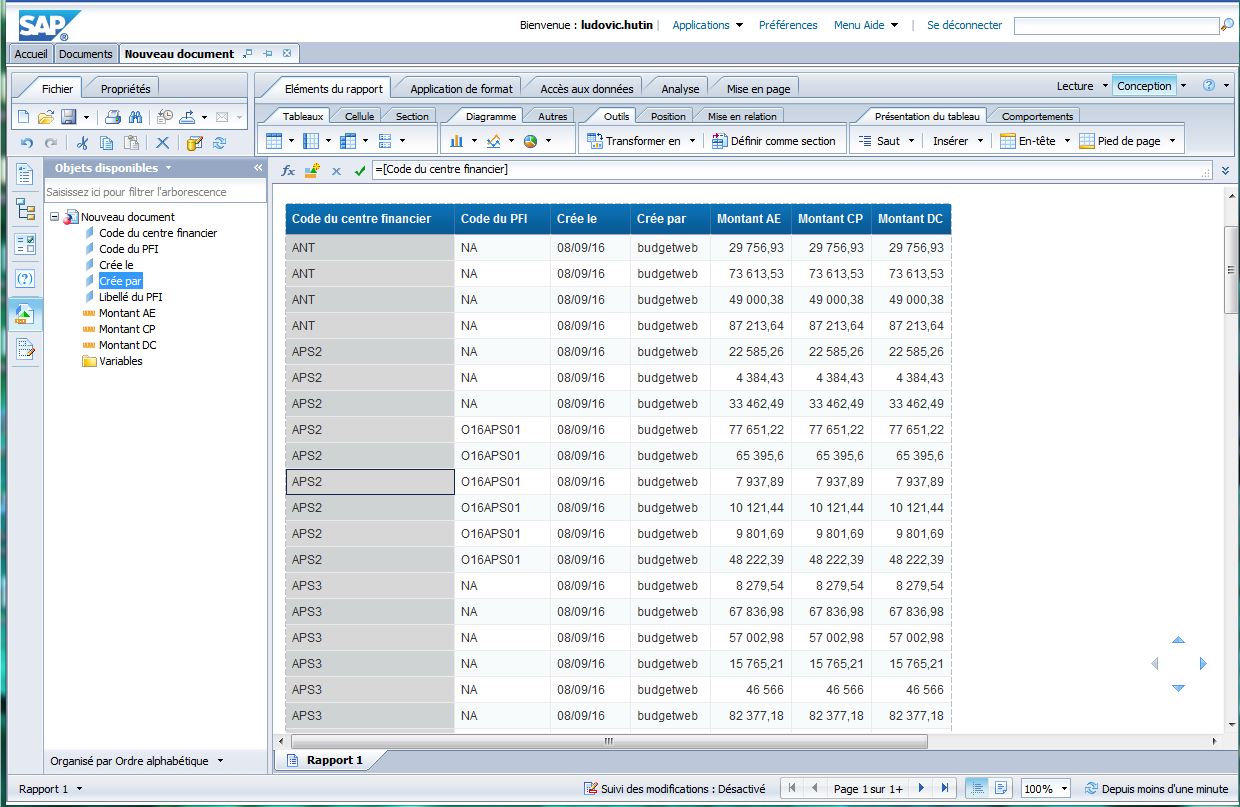 SAP
Bienvenue : ludovic.hutin | Applications Préférences Menu Aide | Se déconnecter
Accueil Documents Nouveau document
Fichier Propriétés Eléments du rapport Application de format Accès aux données Analyse Mise en page Lecture Conception
Tableaux Cellule Section Diagramme Autres Outils Position Mise en relation Présentation du tableau Comportements
Transformer en Définir comme section Saut Insérer En-tête Pied de page
Objets disponibles
=[Code du centre financier]
Saisissez ici pour filtrer l'arborescence
Nouveau document
Code du centre financier
Code du PFI
Crée le
Crée par
Libellé du PFI
Montant AE
Montant CP
Montant DC
Variables
Code du centre financier Code du PFI Crée le Crée par Montant AE Montant CP Montant DC
ANT NA 08/09/16 budgetweb 29 756,93 29 756,93 29 756,93
ANT NA 08/09/16 budgetweb 73 613,53 73 613,53 73 613,53
ANT NA 08/09/16 budgetweb 49 000,38 49 000,38 49 000,38
ANT NA 08/09/16 budgetweb 87 213,64 87 213,64 87 213,64
APS2 NA 08/09/16 budgetweb 22 585,26 22 585,26 22 585,26
APS2 NA 08/09/16 budgetweb 4 384,43 4 384,43 4 384,43
APS2 NA 08/09/16 budgetweb 33 462,49 33 462,49 33 462,49
APS2 O16APS01 08/09/16 budgetweb 77 651,22 77 651,22 77 651,22
APS2 O16APS01 08/09/16 budgetweb 65 395,6 65 395,6 65 395,6
APS2 O16APS01 08/09/16 budgetweb 7 937,89 7 937,89 7 937,89
APS2 O16APS01 08/09/16 budgetweb 10 121,44 10 121,44 10 121,44
APS2 O16APS01 08/09/16 budgetweb 9 801,69 9 801,69 9 801,69
APS2 O16APS01 08/09/16 budgetweb 48 222,39 48 222,39 48 222,39
APS3 NA 08/09/16 budgetweb 8 279,54 8 279,54 8 279,54
APS3 NA 08/09/16 budgetweb 67 836,98 67 836,98 67 836,98
APS3 NA 08/09/16 budgetweb 57 002,98 57 002,98 57 002,98
APS3 NA 08/09/16 budgetweb 15 765,21 15 765,21 15 765,21
APS3 NA 08/09/16 budgetweb 46 566 46 566 46 566
APS3 NA 08/09/16 budgetweb 82 377,18 82 377,18 82 377,18
Organisé par Ordre alphabétique
Rapport 1
Rapport 1 Suivi des modifications : Désactivé Page 1 sur 1+ 100% Depuis moins d'une minute